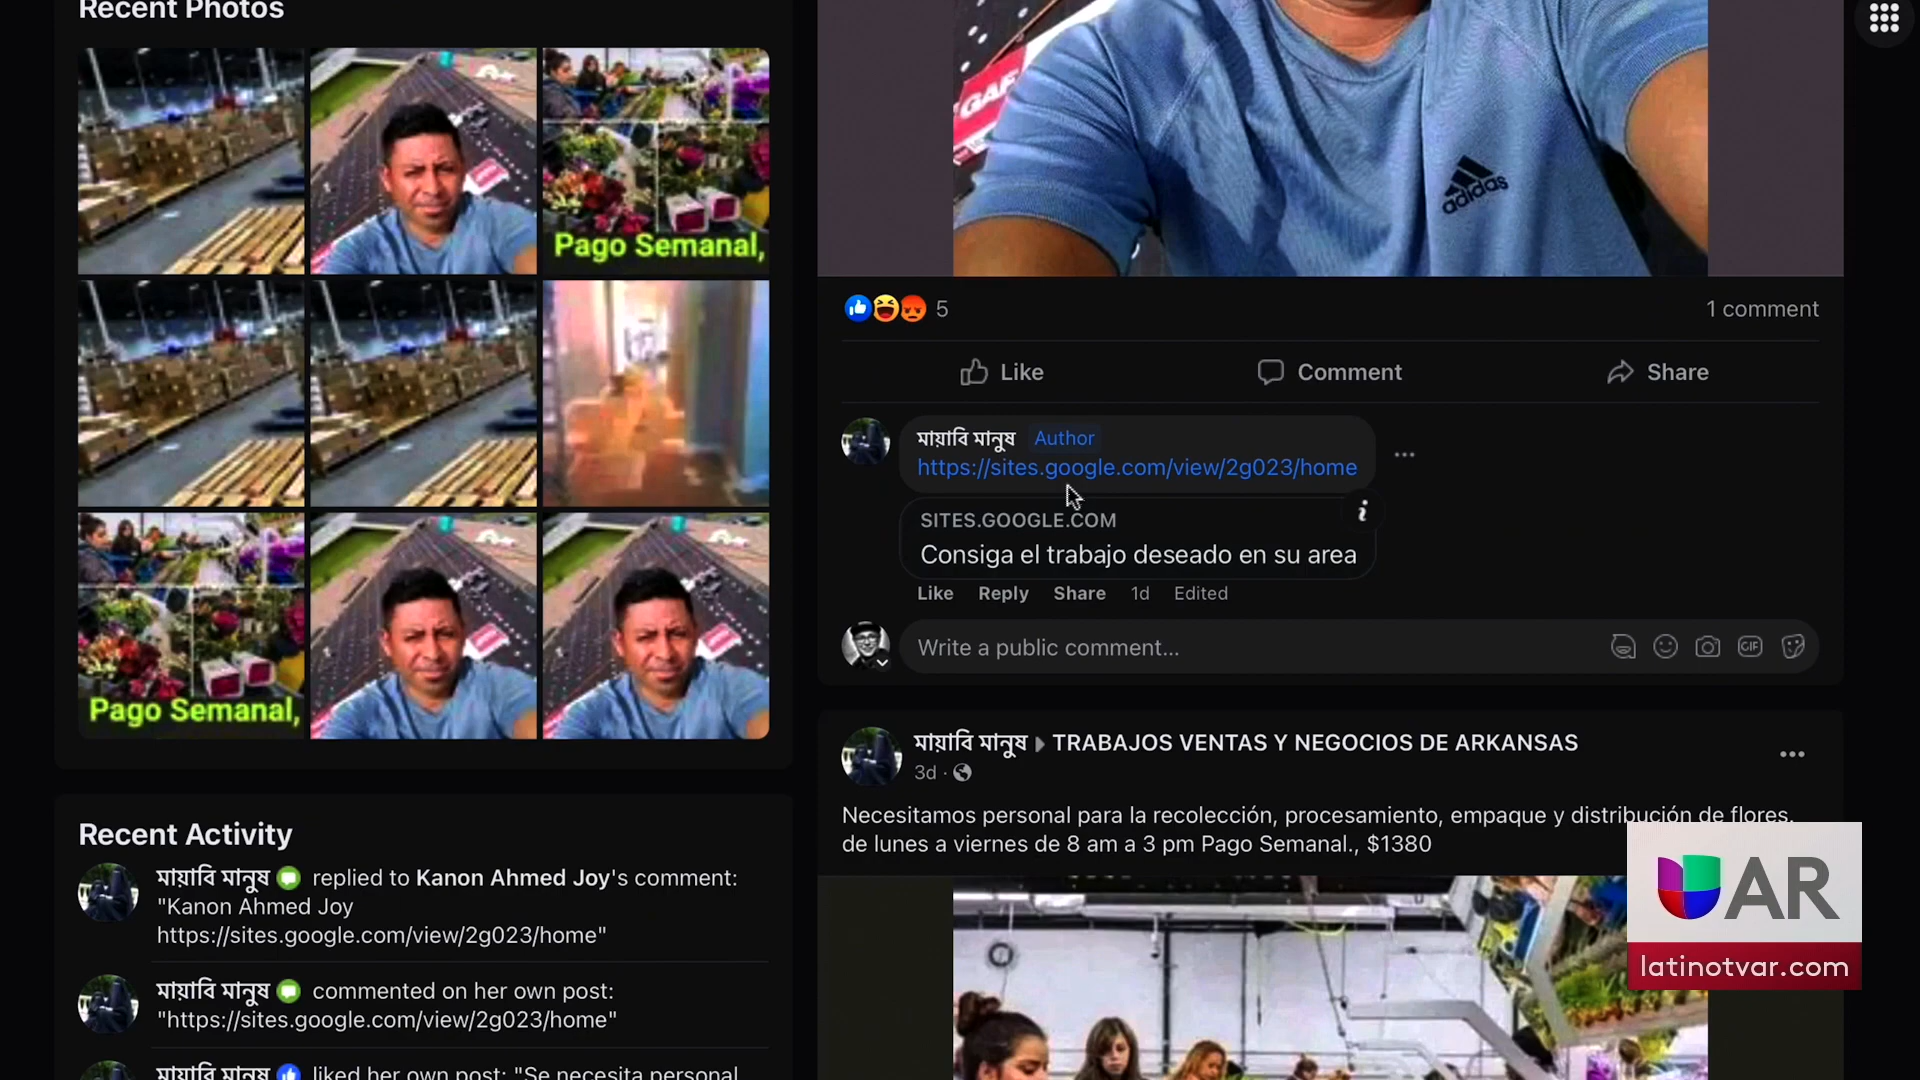 Recent Photos
Pago Semanal,
Pago Semanal,
Recent Activity
মায়াবি মানুষ replied to Kanon Ahmed Joy's comment:
"Kanon Ahmed Joy
https://sites.google.com/view/2g023/home"
মায়াবি মানুষ commented on her own post:
"https://sites.google.com/view/2g023/home"
মায়াবি মানুষ liked her own post: "Se necesita personal
GAF
adidas
5
1 comment
Like
Comment
Share
মায়াবি মানুষ Author
https://sites.google.com/view/2g023/home
SITES.GOOGLE.COM
Consiga el trabajo deseado en su area
Like Reply Share 1d Edited
Write a public comment...
GIF
মায়াবি মানুষ TRABAJOS VENTAS Y NEGOCIOS DE ARKANSAS
3d ·
Necesitamos personal para la recolección, procesamiento, empaque y distribución de flores.
de lunes a viernes de 8 am a 3 pm Pago Semanal., $1380
AR
latinotvar.com